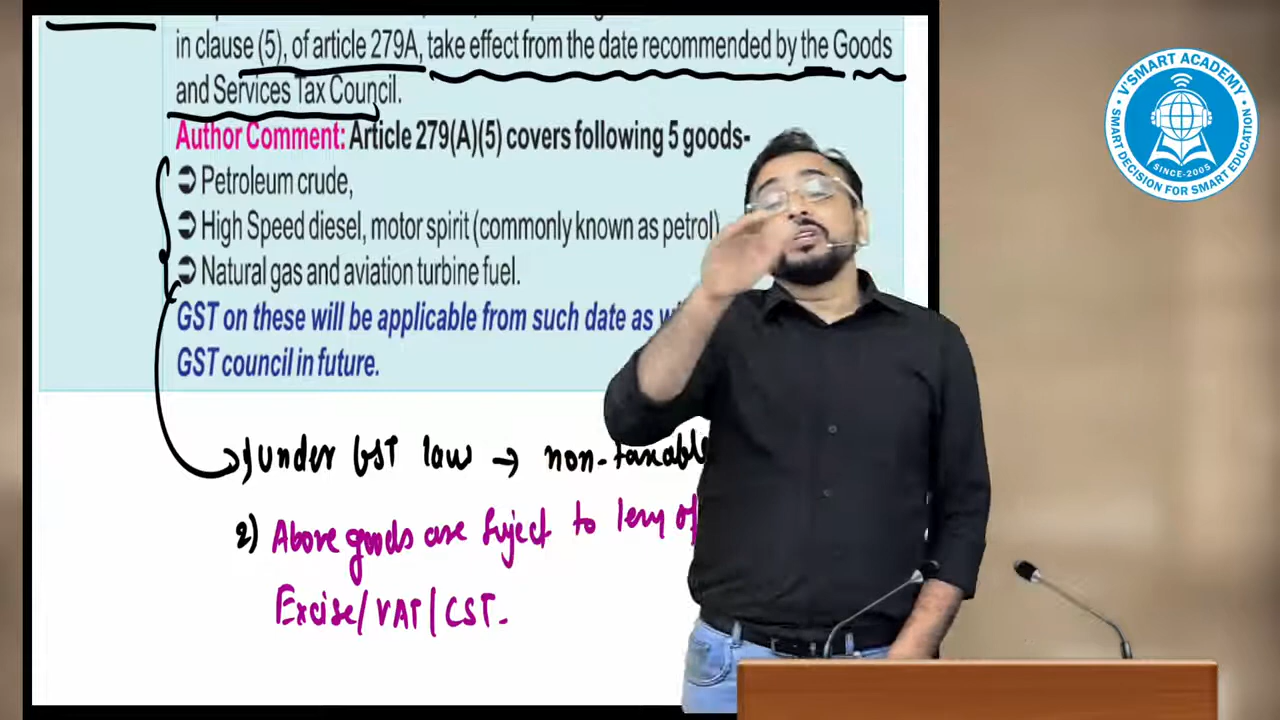 in clause (5), of article 279A, take effect from the date recommended by the Goods
and Services Tax Council.
Author Comment: Article 279(A)(5) covers following 5 goods-
➲ Petroleum crude,
➲ High Speed diesel, motor spirit (commonly known as petrol)
➲ Natural gas and aviation turbine fuel.
GST on these will be applicable from such date as
GST council in future.
1) Under GST law → non-taxable
2) Above goods are Suject to levy of
Excise/VAT/CST.
V'SMART ACADEMY
SINCE-2005
SMART DECISION FOR SMART EDUCATION